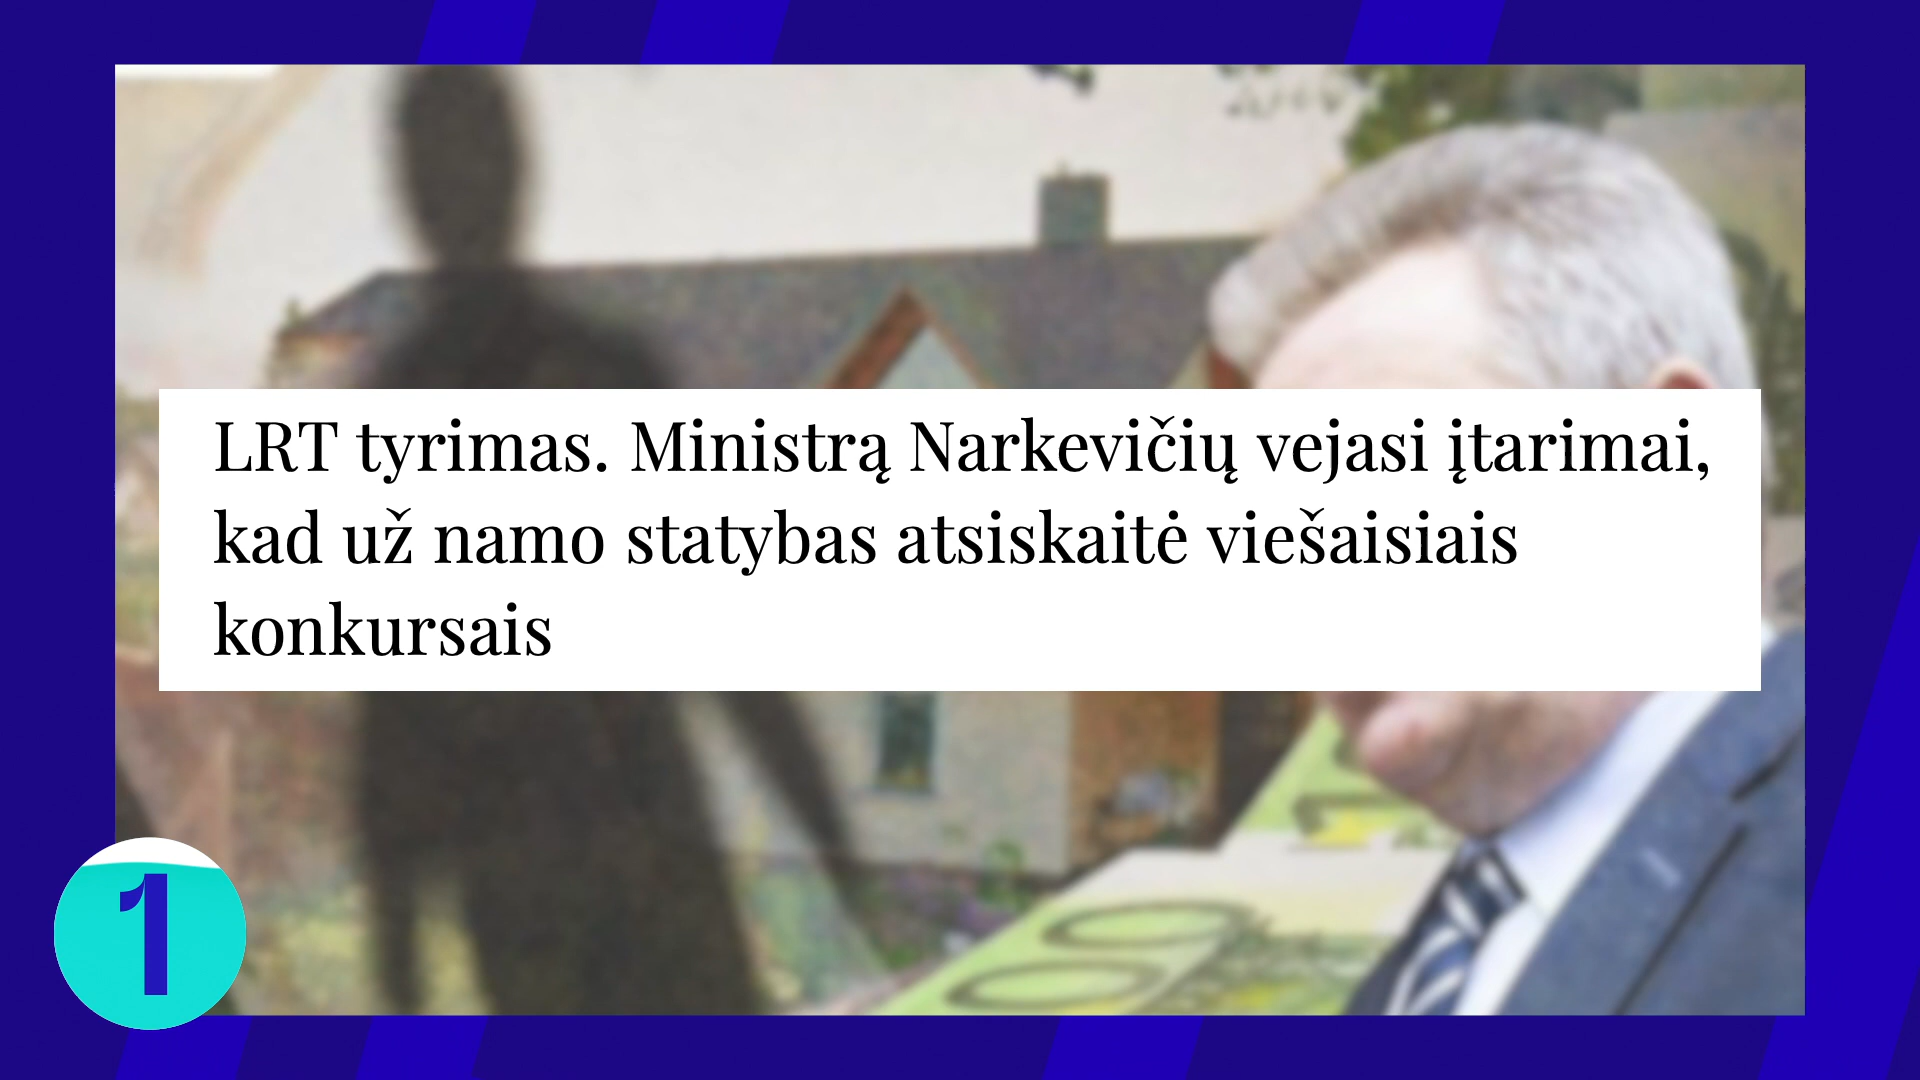 LRT tyrimas. Ministrą Narkevičių vejasi įtarimai,
kad už namo statybas atsiskaitė viešaisiais
konkursais
1